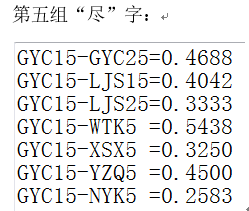 第五组“尽”字：
GYC15-GYC25=0.4688
GYC15-LJS15=0.4042
GYC15-LJS25=0.3333
GYC15-WTK5 =0.5438
GYC15-XSX5 =0.3250
GYC15-YZQ5 =0.4500
GYC15-NYK5 =0.2583